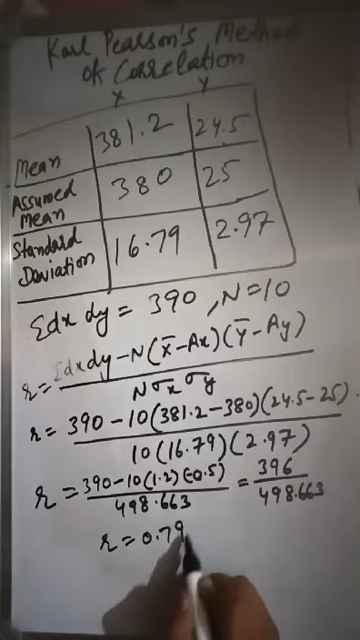 Karl Pearson's Method
of Correlation
X Y
Mean 381.2 24.5
Assumed Mean 380 25
Standard Deviation 16.79 2.97
Σdx dy = 390 , N=10
r = Σdxdy-N(X̄-Ax)(Ȳ-Ay) / Nσx σy
r = 390-10(381.2-380)(24.5-25) / 10(16.79)(2.97)
r = 390-10(1.2)(-0.5) / 498.663 = 396 / 498.663
r = 0.79